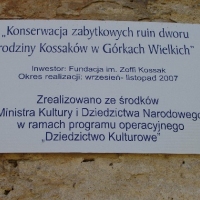 „Konserwacja zabytkowych ruin dworu
rodziny Kossaków w Górkach Wielkich"
Inwestor: Fundacja im. Zofii Kossak
Okres realizacji: wrzesień- listopad 2007
Zrealizowano ze środków
Ministra Kultury i Dziedzictwa Narodowego
w ramach programu operacyjnego
„Dziedzictwo Kulturowe"